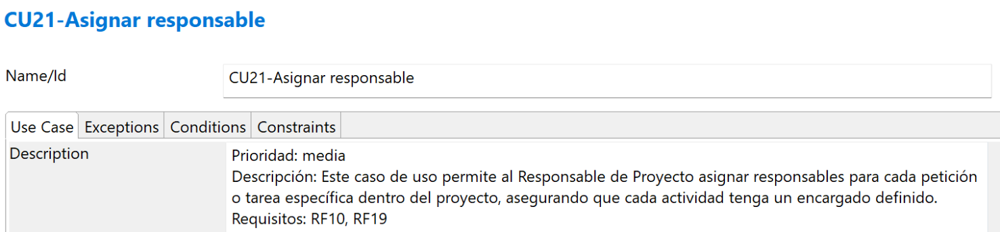 CU21-Asignar responsable
Name/Id
CU21-Asignar responsable
Use Case Exceptions Conditions Constraints
Description
Prioridad: media
Descripción: Este caso de uso permite al Responsable de Proyecto asignar responsables para cada petición
o tarea específica dentro del proyecto, asegurando que cada actividad tenga un encargado definido.
Requisitos: RF10, RF19